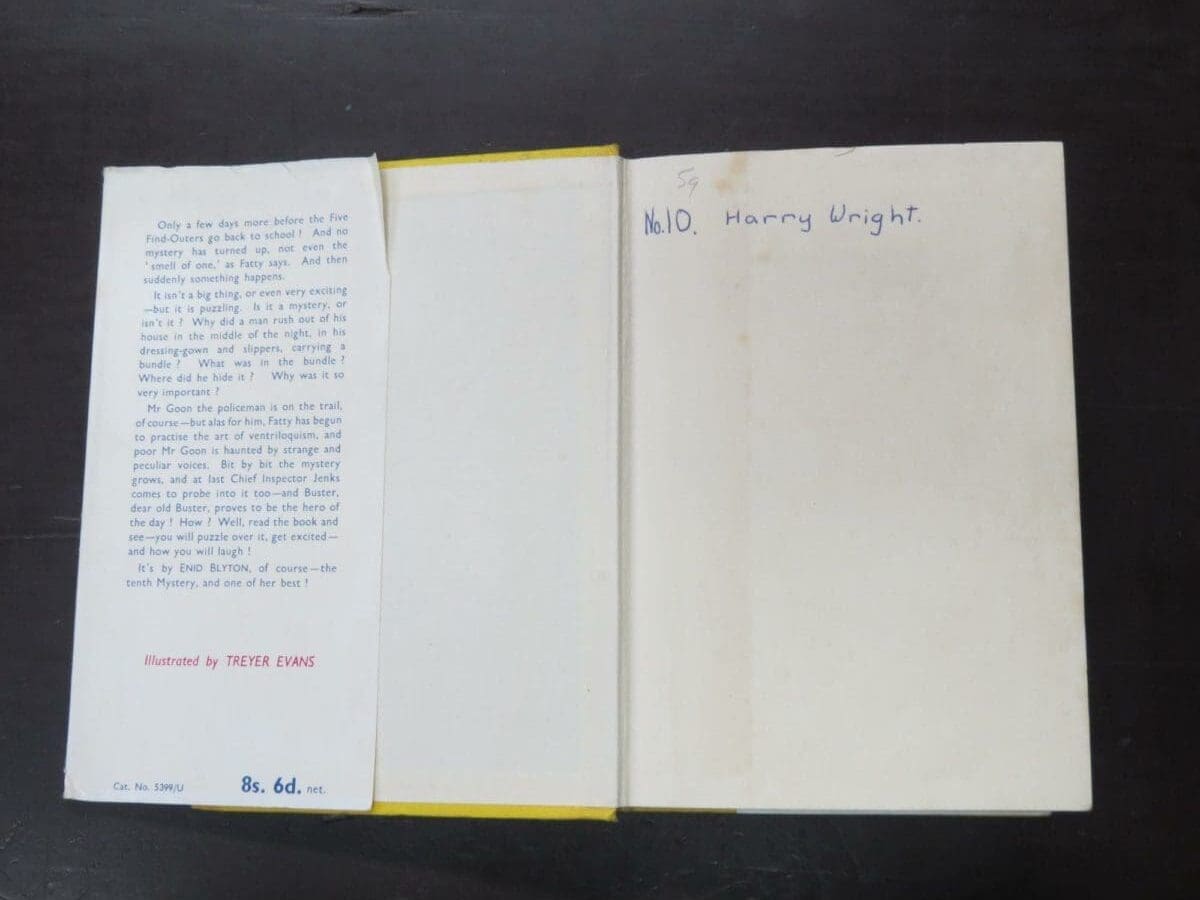 Only a few days more before the Five
Find-Outers go back to school ! And no
mystery has turned up, not even the
' smell of one,' as Fatty says. And then
suddenly something happens.
It isn't a big thing, or even very exciting
—but it is puzzling. Is it a mystery, or
isn't it ? Why did a man rush out of his
house in the middle of the night, in his
dressing-gown and slippers, carrying a
bundle ? What was in the bundle ?
Where did he hide it ? Why was it so
very important ?
Mr Goon the policeman is on the trail,
of course—but alas for him, Fatty has begun
to practise the art of ventriloquism, and
poor Mr Goon is haunted by strange and
peculiar voices. Bit by bit the mystery
grows, and at last Chief Inspector Jenks
comes to probe into it too—and Buster,
dear old Buster, proves to be the hero of
the day ! How ? Well, read the book and
see—you will puzzle over it, get excited—
and how you will laugh !
It's by ENID BLYTON, of course—the
tenth Mystery, and one of her best !
Illustrated by TREYER EVANS
Cat. No. 5399/U 8s. 6d. net.
No.10. Harry Wright.